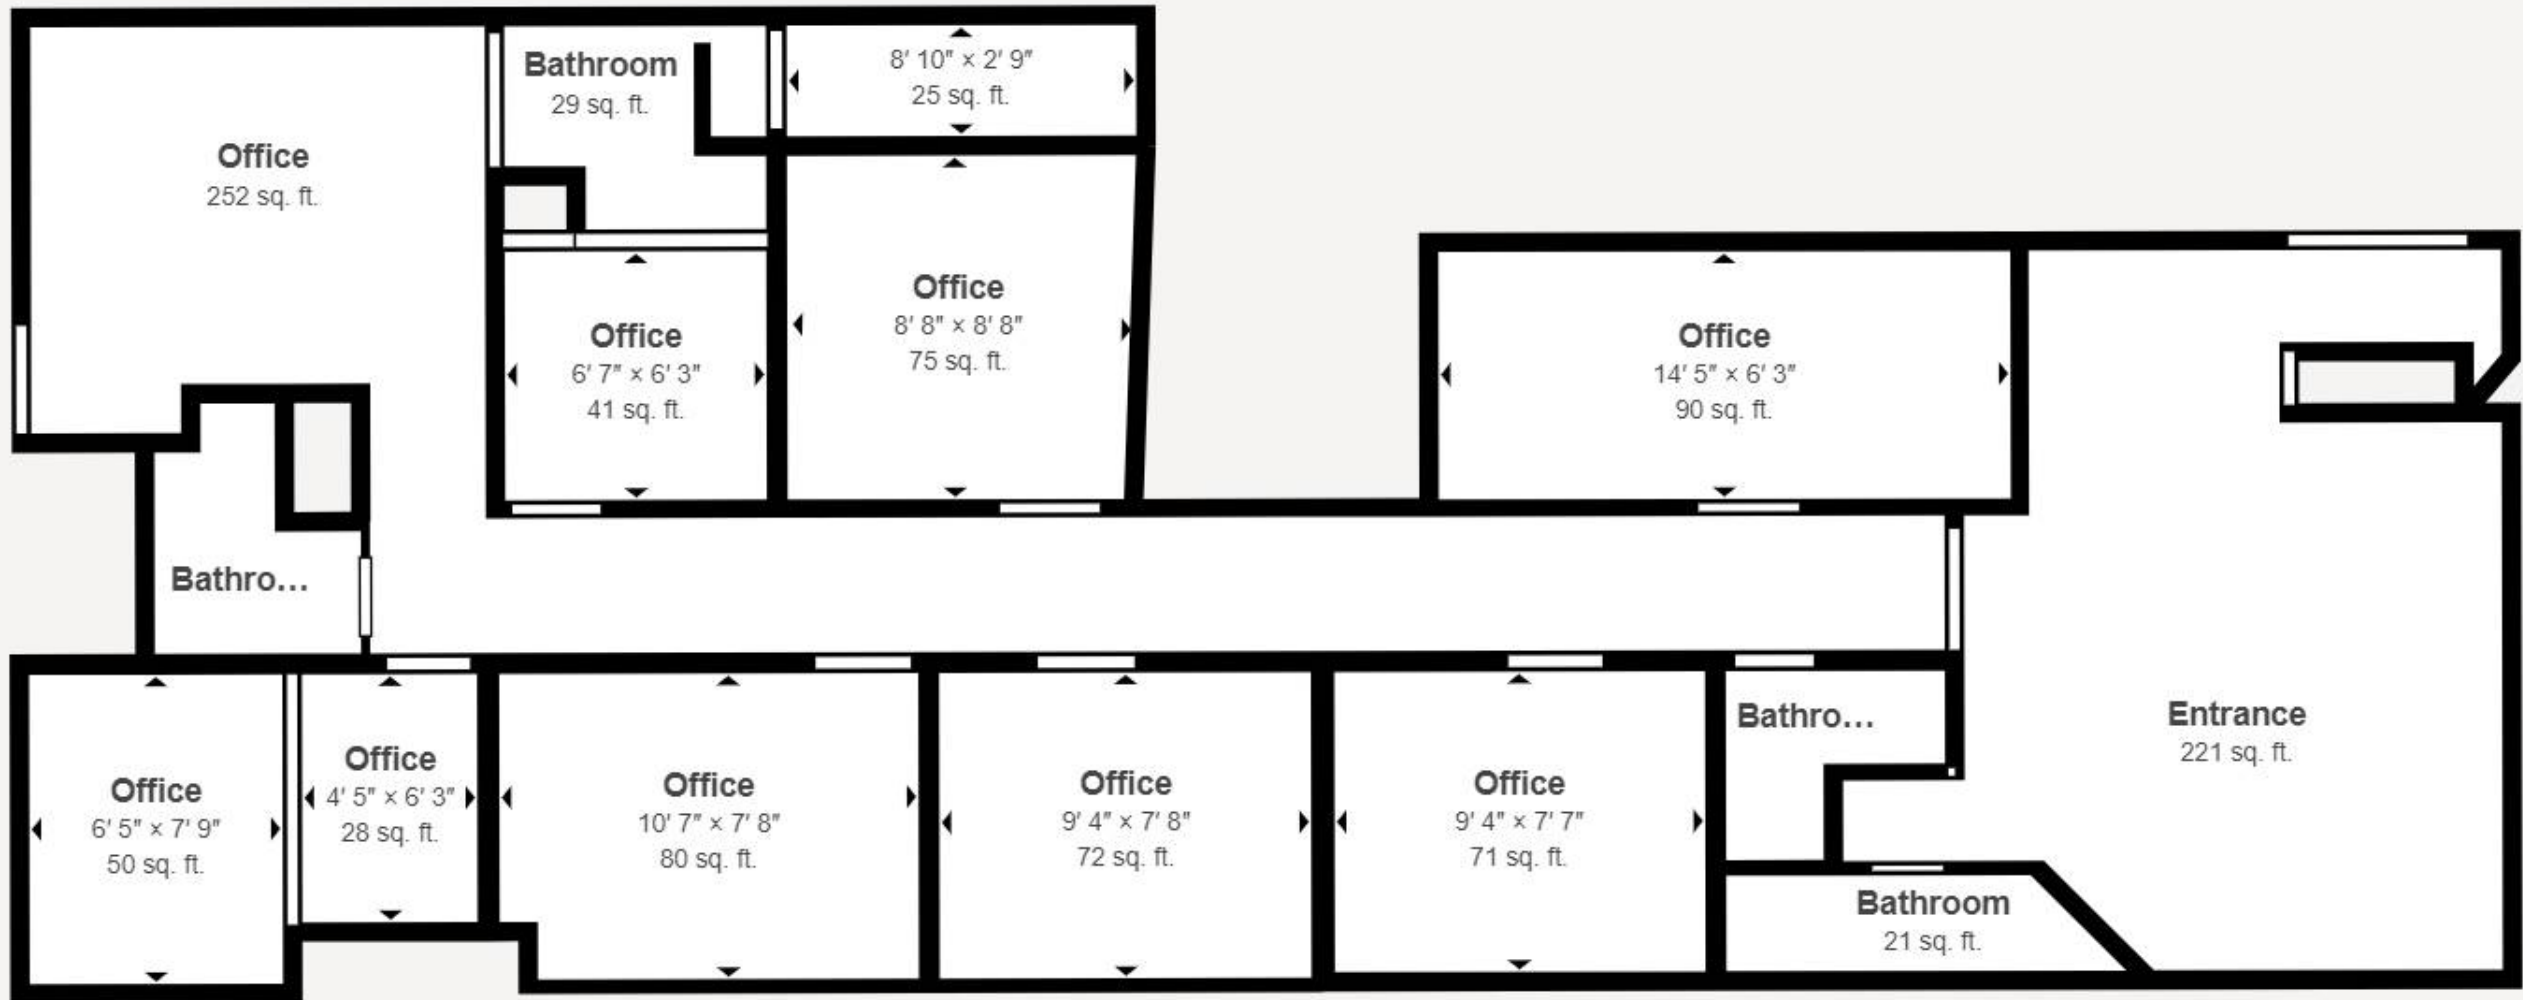 Bathroom
29 sq. ft.
8' 10" × 2' 9"
25 sq. ft.
Office
252 sq. ft.
Office
8' 8" × 8' 8"
75 sq. ft.
Office
6' 7" × 6' 3"
41 sq. ft.
Office
14' 5" × 6' 3"
90 sq. ft.
Bathro...
Bathro...
Entrance
221 sq. ft.
Office
6' 5" × 7' 9"
50 sq. ft.
Office
4' 5" × 6' 3"
28 sq. ft.
Office
10' 7" × 7' 8"
80 sq. ft.
Office
9' 4" × 7' 8"
72 sq. ft.
Office
9' 4" × 7' 7"
71 sq. ft.
Bathroom
21 sq. ft.